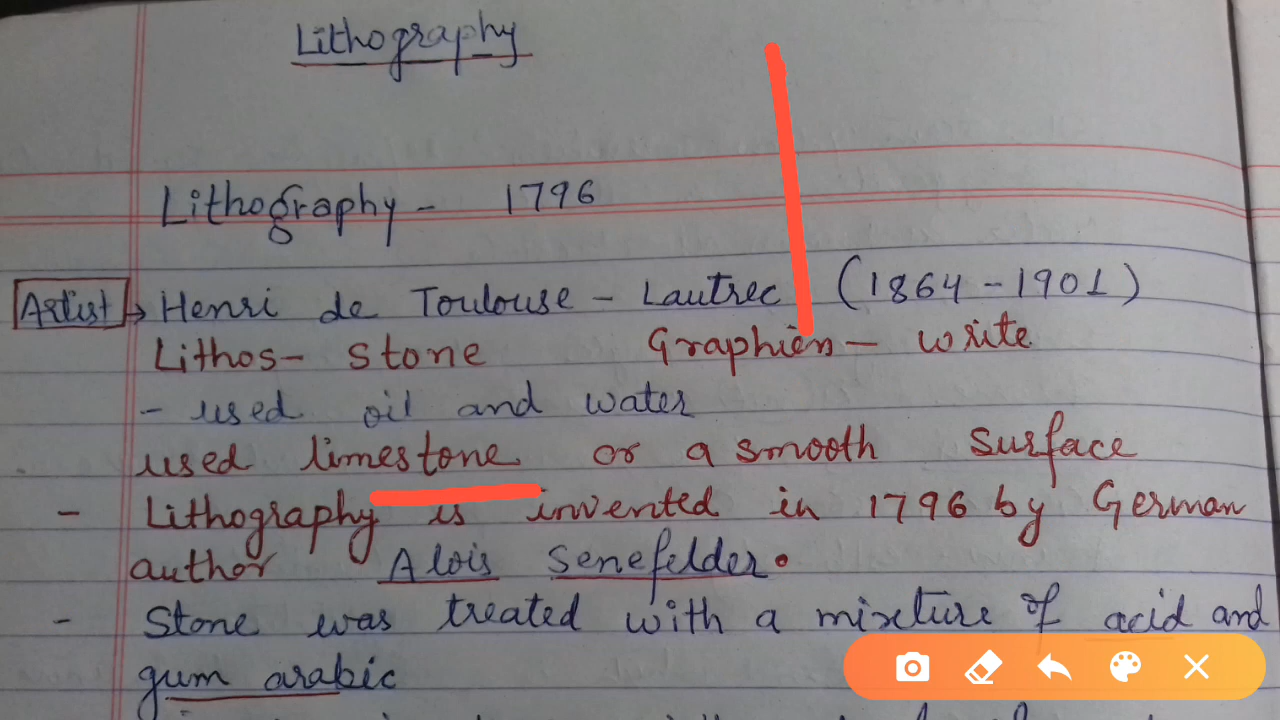 Lithography
Lithography - 1796
Artist → Henri de Toulouse - Lautrec (1864 - 1901)
Lithos - stone Graphien - write
- used oil and water
used limestone or a smooth surface
- Lithography is invented in 1796 by German
author Alois Senefelder.
- Stone was treated with a mixture of acid and
gum arabic